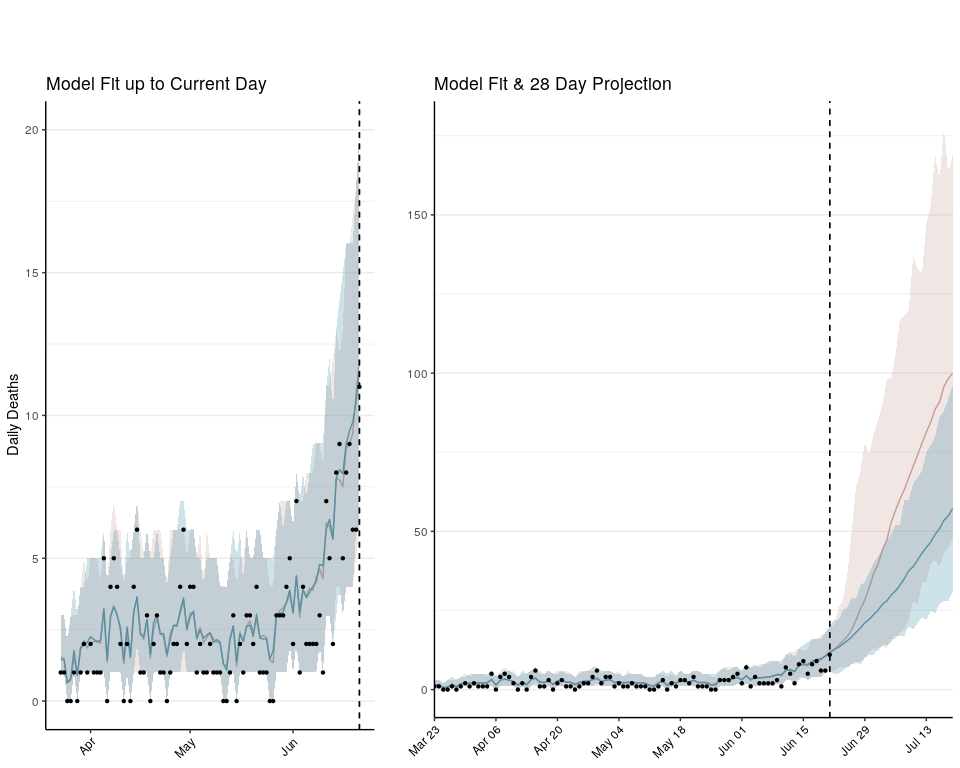 Model Fit up to Current Day
Daily Deaths
20
15
10
5
0
Apr
May
Jun
Model Fit & 28 Day Projection
150
100
50
0
Mar 23
Apr 06
Apr 20
May 04
May 18
Jun 01
Jun 15
Jun 29
Jul 13